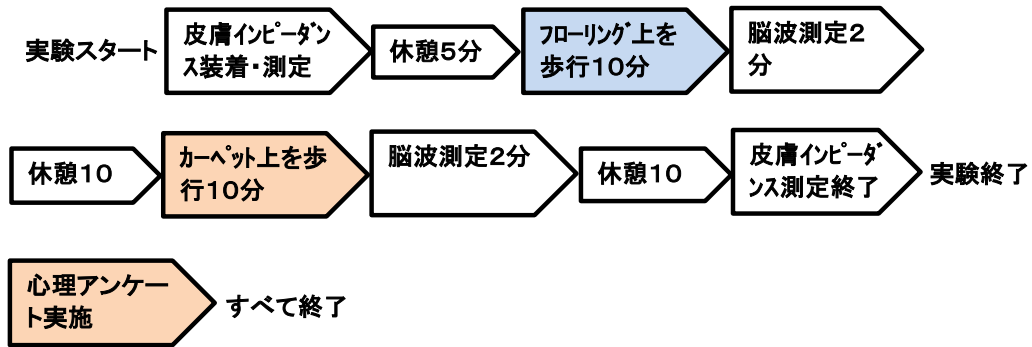 実験スタート
皮膚インピーダン
ス装着・測定
休憩5分
フローリング上を
歩行10分
脳波測定2
分
休憩10
カーペット上を歩
行10分
脳波測定2分
休憩10
皮膚インピーダ
ンス測定終了
実験終了
心理アンケー
ト実施
すべて終了